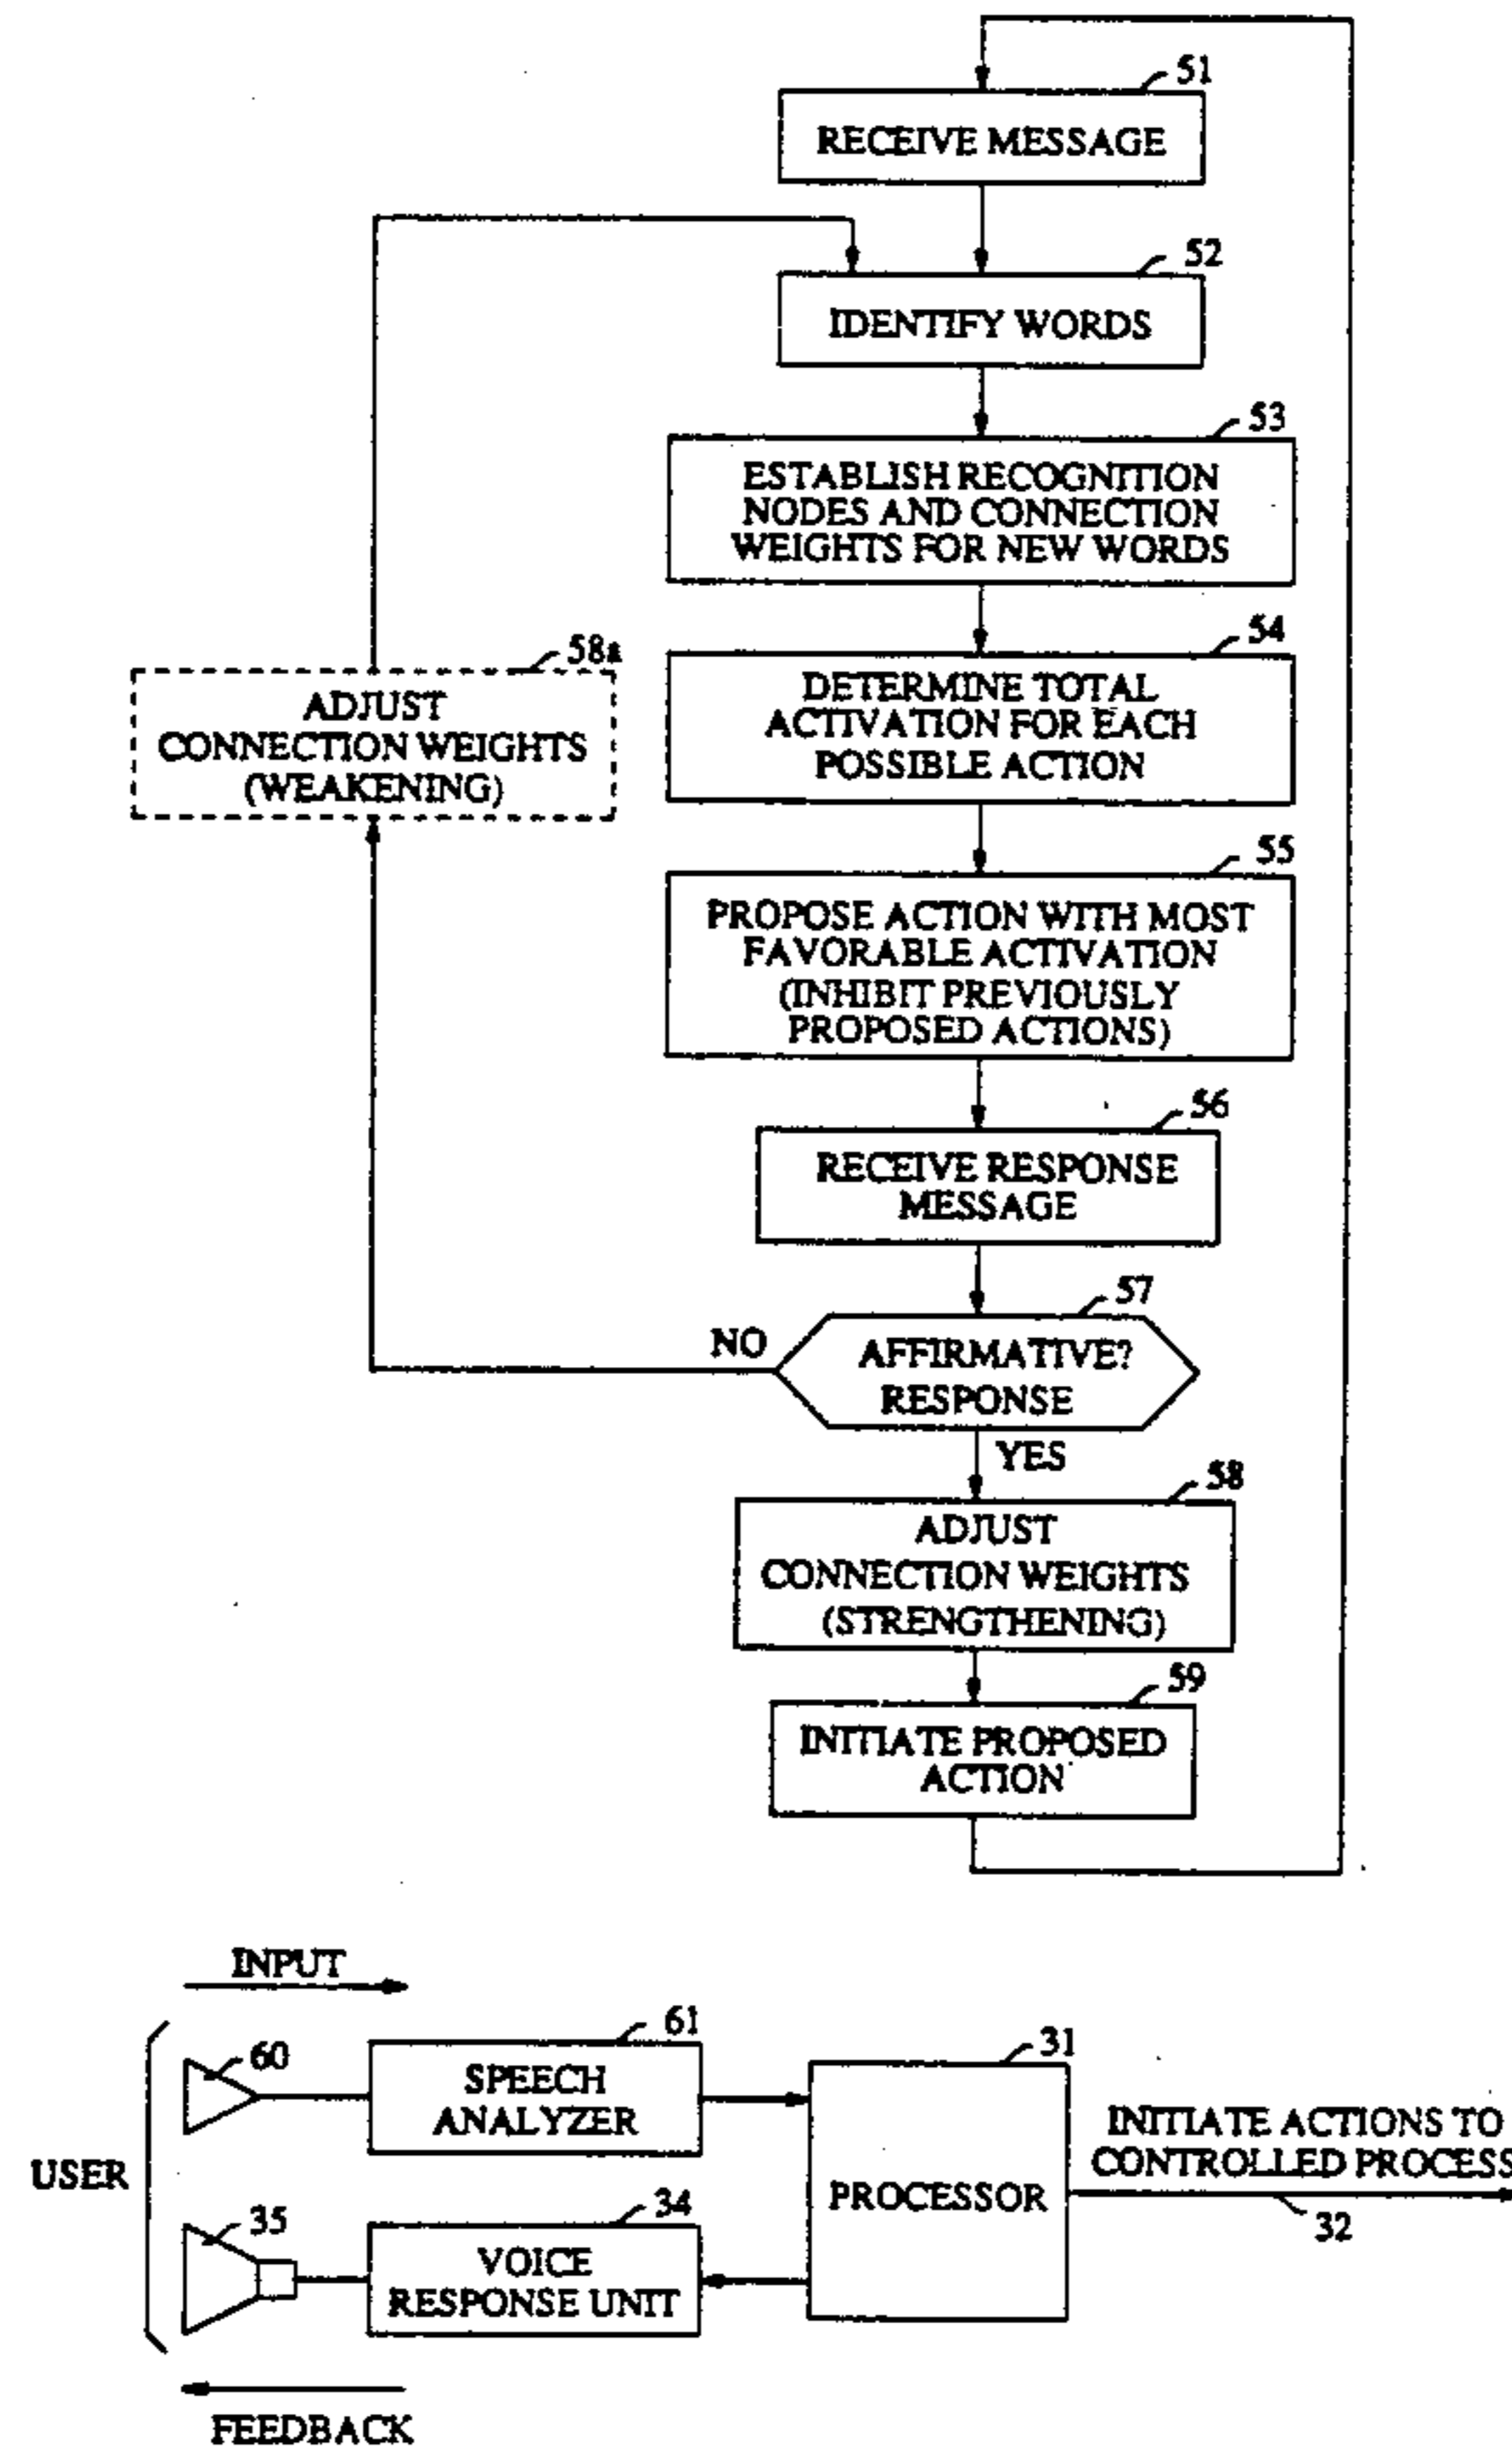 51
RECEIVE MESSAGE
52
IDENTIFY WORDS
53
ESTABLISH RECOGNITION
NODES AND CONNECTION
WEIGHTS FOR NEW WORDS
54
DETERMINE TOTAL
ACTIVATION FOR EACH
POSSIBLE ACTION
58a
ADJUST
CONNECTION WEIGHTS
(WEAKENING)
55
PROPOSE ACTION WITH MOST
FAVORABLE ACTIVATION
(INHIBIT PREVIOUSLY
PROPOSED ACTIONS)
56
RECEIVE RESPONSE
MESSAGE
57
NO
AFFIRMATIVE?
RESPONSE
YES
58
ADJUST
CONNECTION WEIGHTS
(STRENGTHENING)
59
INITIATE PROPOSED
ACTION
INPUT
60
61
SPEECH
ANALYZER
31
PROCESSOR
INITIATE ACTIONS TO
CONTROLLED PROCESS
32
USER
35
34
VOICE
RESPONSE UNIT
FEEDBACK